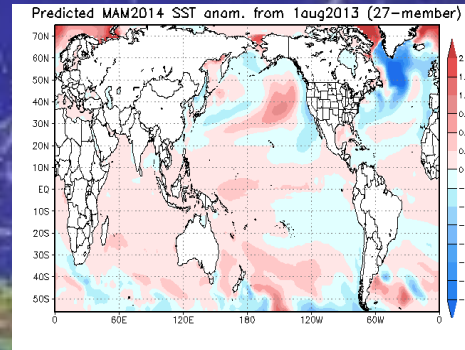 Predicted MAM2014 SST anom. from 1aug2013 (27-member)
70N
60N
50N
40N
30N
20N
10N
EQ
10S
20S
30S
40S
50S
0 60E 120E 180 120W 60W 0